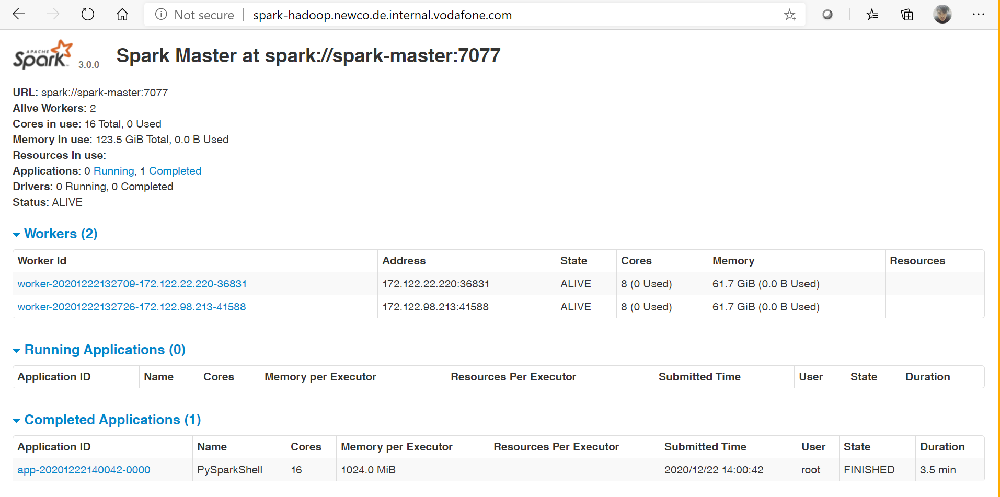 Not secure | spark-hadoop.newco.de.internal.vodafone.com
APACHE
Spark™ 3.0.0 Spark Master at spark://spark-master:7077
URL: spark://spark-master:7077
Alive Workers: 2
Cores in use: 16 Total, 0 Used
Memory in use: 123.5 GiB Total, 0.0 B Used
Resources in use:
Applications: 0 Running, 1 Completed
Drivers: 0 Running, 0 Completed
Status: ALIVE
Workers (2)
Worker Id Address State Cores Memory Resources
worker-20201222132709-172.122.22.220-36831 172.122.22.220:36831 ALIVE 8 (0 Used) 61.7 GiB (0.0 B Used)
worker-20201222132726-172.122.98.213-41588 172.122.98.213:41588 ALIVE 8 (0 Used) 61.7 GiB (0.0 B Used)
Running Applications (0)
Application ID Name Cores Memory per Executor Resources Per Executor Submitted Time User State Duration
Completed Applications (1)
Application ID Name Cores Memory per Executor Resources Per Executor Submitted Time User State Duration
app-20201222140042-0000 PySparkShell 16 1024.0 MiB 2020/12/22 14:00:42 root FINISHED 3.5 min